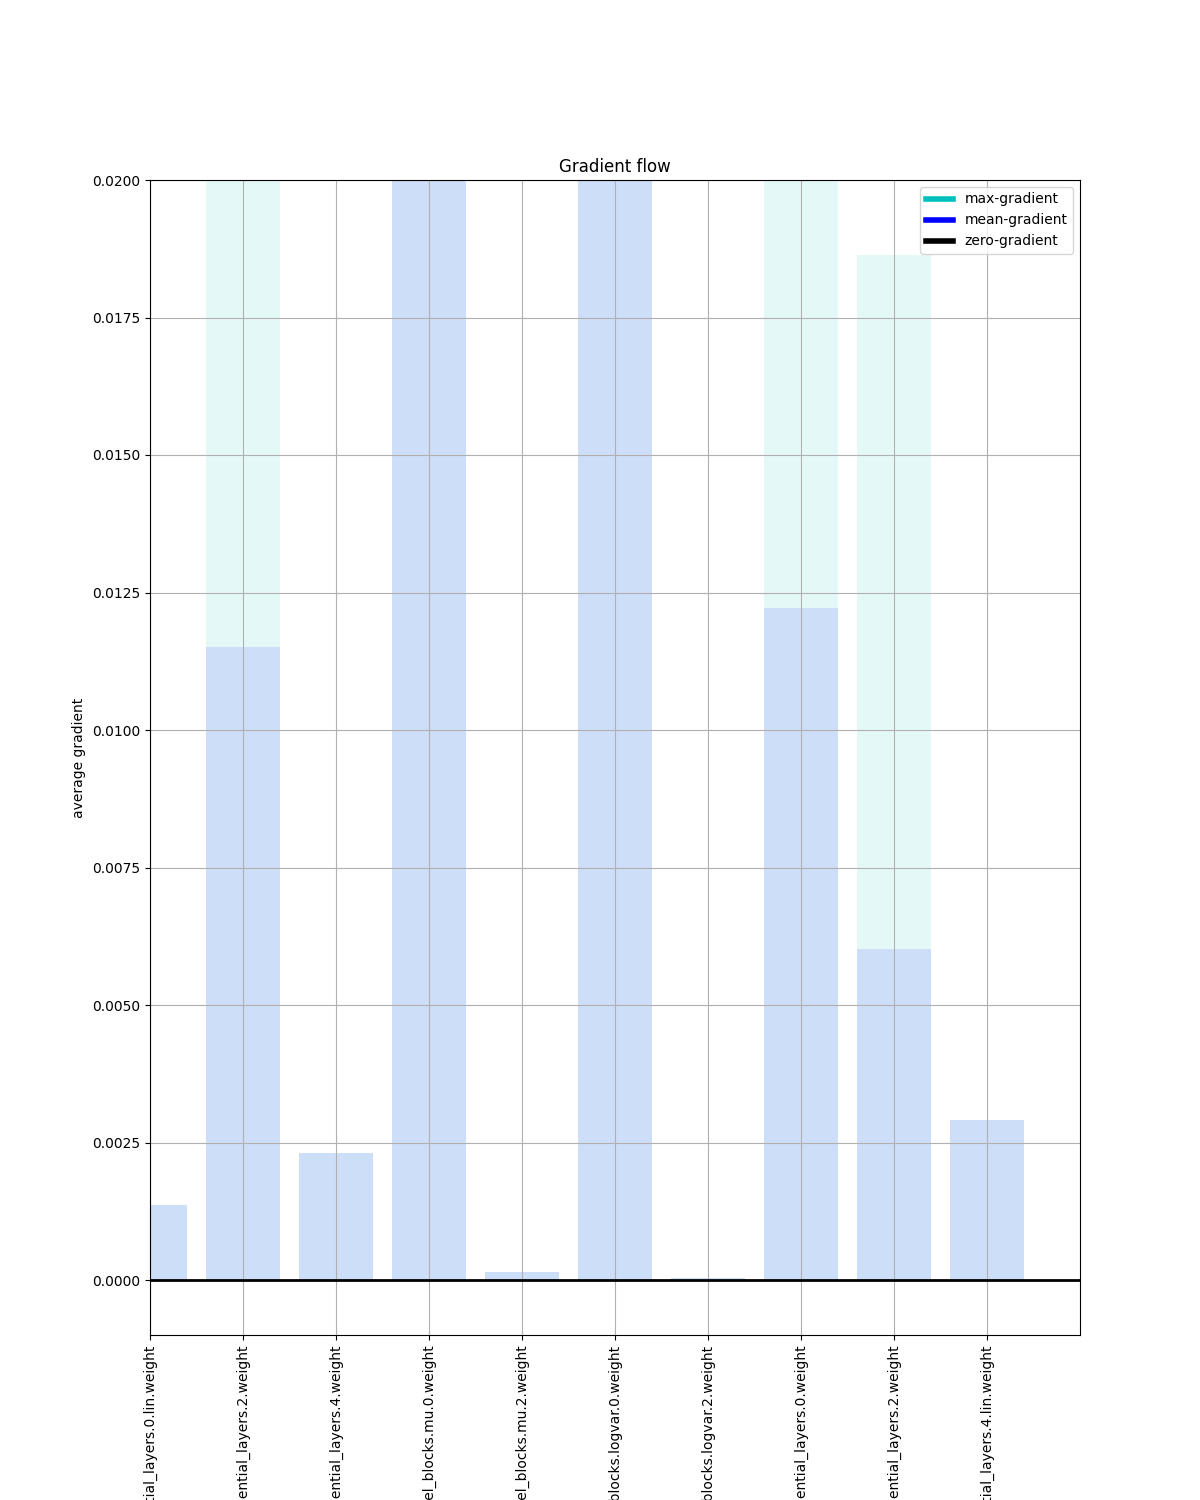 Gradient flow
max-gradient
mean-gradient
zero-gradient
0.0200
0.0175
0.0150
0.0125
0.0100
0.0075
0.0050
0.0025
0.0000
average gradient
tial_layers.0.lin.weight
ential_layers.2.weight
ential_layers.4.weight
el_blocks.mu.0.weight
el_blocks.mu.2.weight
blocks.logvar.0.weight
blocks.logvar.2.weight
ential_layers.0.weight
ential_layers.2.weight
tial_layers.4.lin.weight